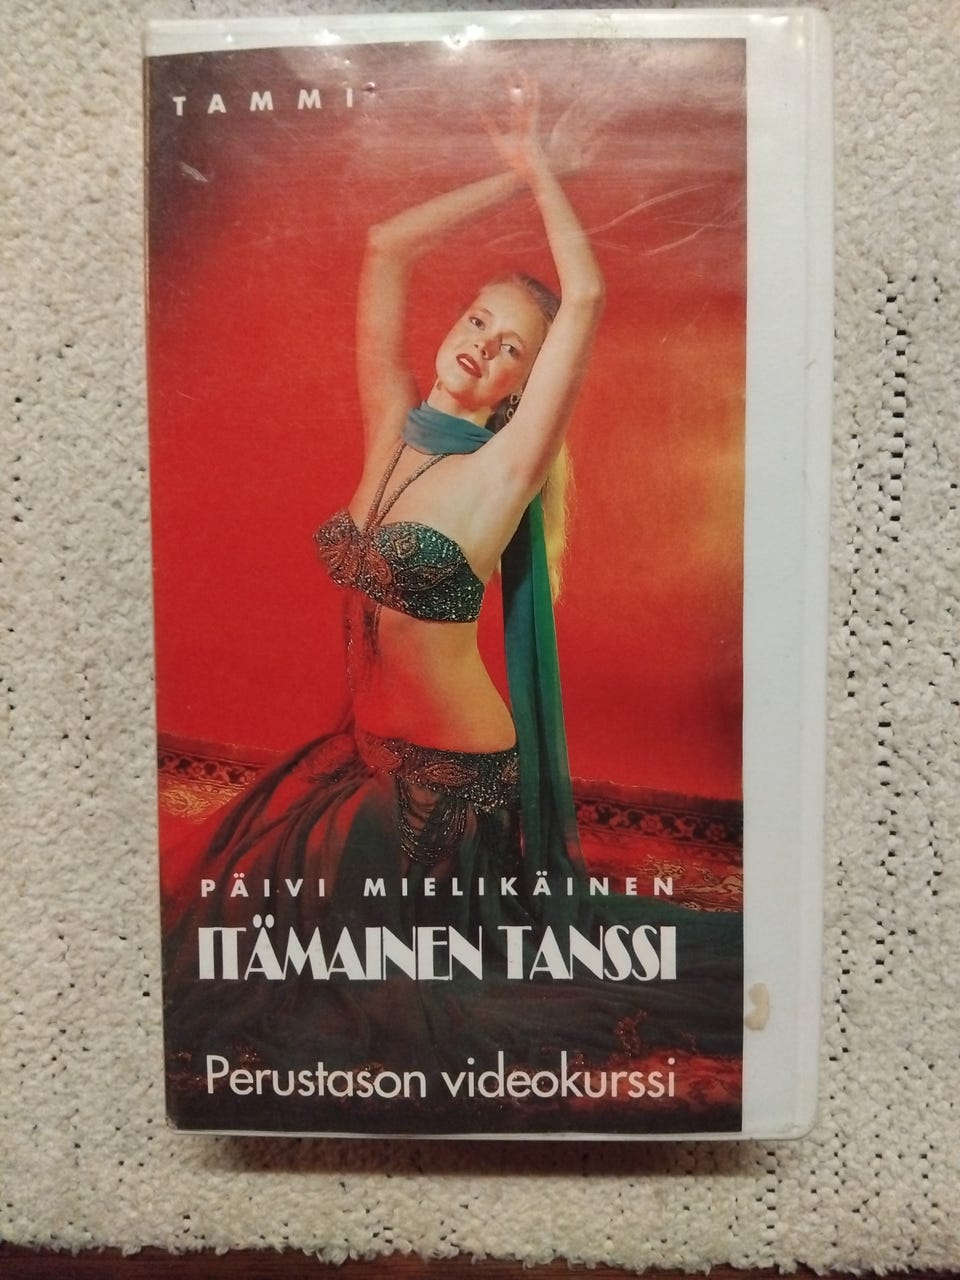 TAMMI
PÄIVI MIELIKÄINEN
ITÄMAINEN TANSSI
Perustason videokurssi